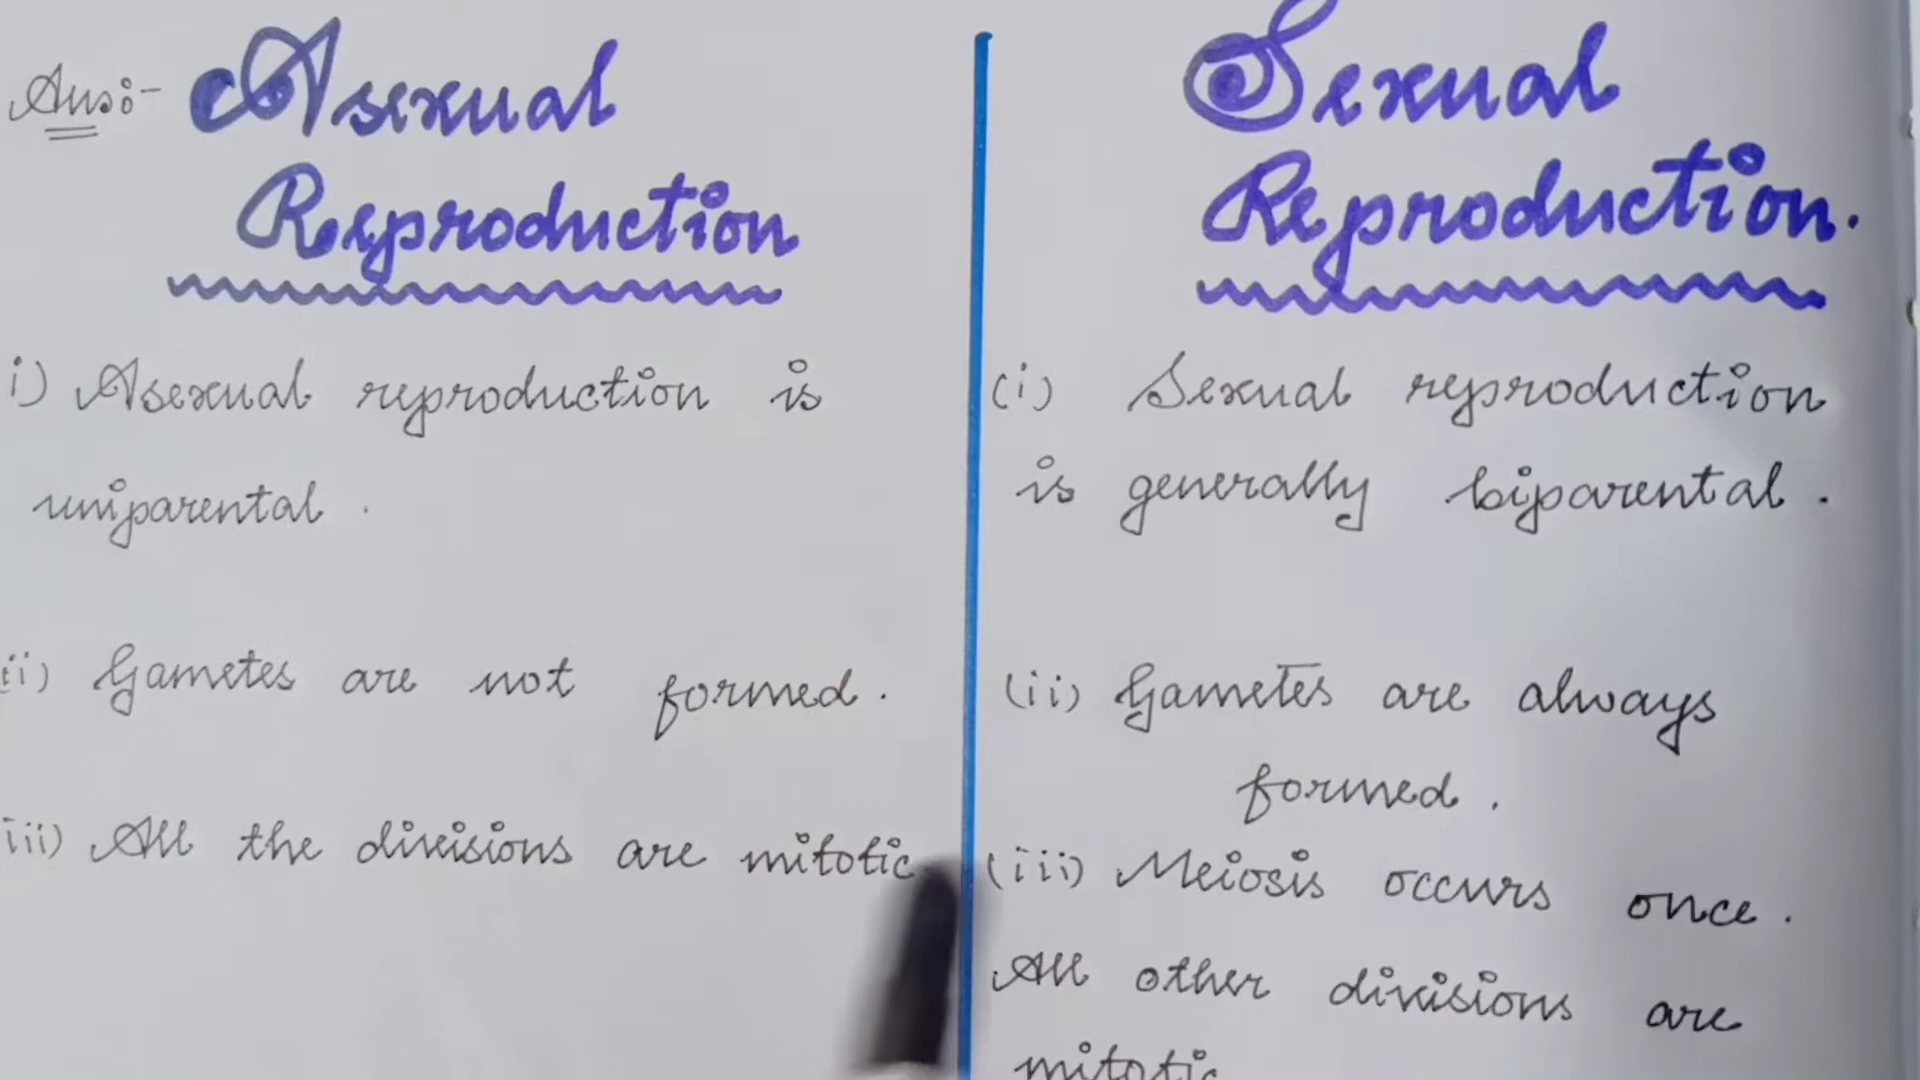 Ans:- Asexual
Reproduction
i) Asexual reproduction is
uniparental.
ii) Gametes are not formed.
iii) All the divisions are mitotic
Sexual
Reproduction.
(i) Sexual reproduction
is generally biparental.
(ii) Gametes are always
formed.
(iii) Meiosis occurs once.
All other divisions are
mitotic